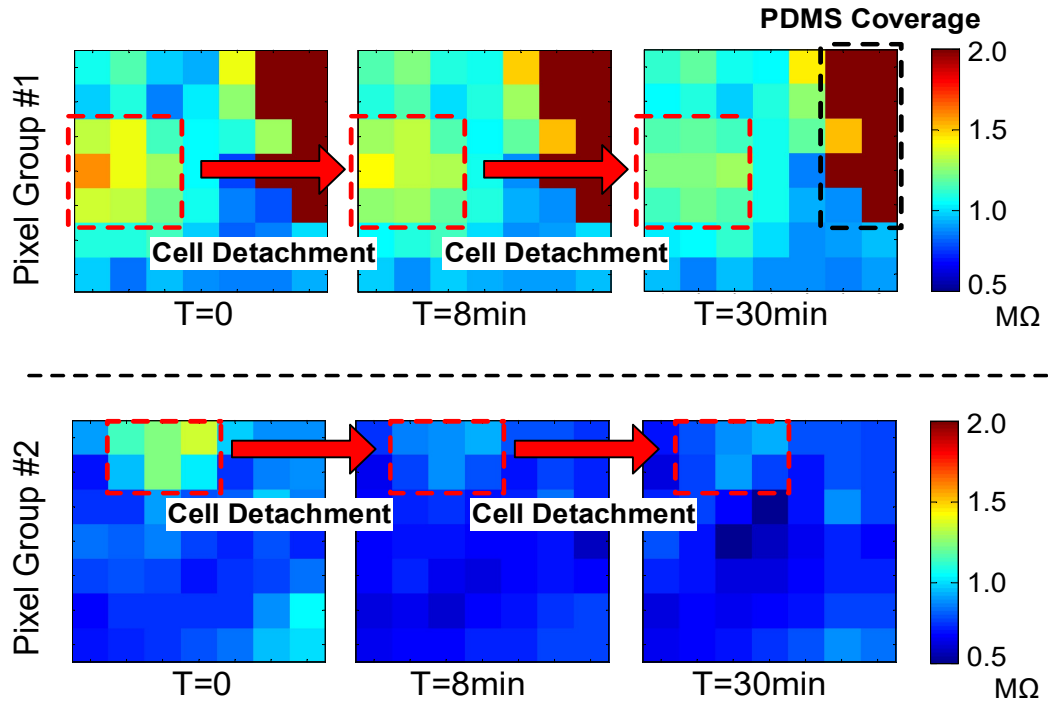 PDMS Coverage
Pixel Group #1
2.0
1.5
1.0
0.5
MΩ
Cell Detachment
Cell Detachment
T=0
T=8min
T=30min
Pixel Group #2
2.0
1.5
1.0
0.5
MΩ
Cell Detachment
Cell Detachment
T=0
T=8min
T=30min